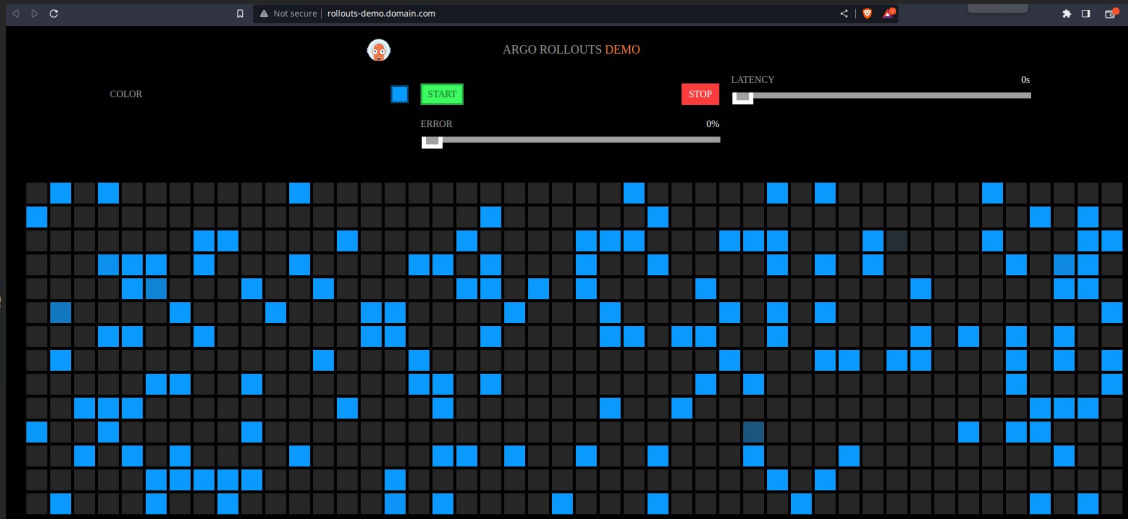 Not secure | rollouts-demo.domain.com
ARGO ROLLOUTS DEMO
LATENCY 0s
COLOR START STOP
ERROR 0%